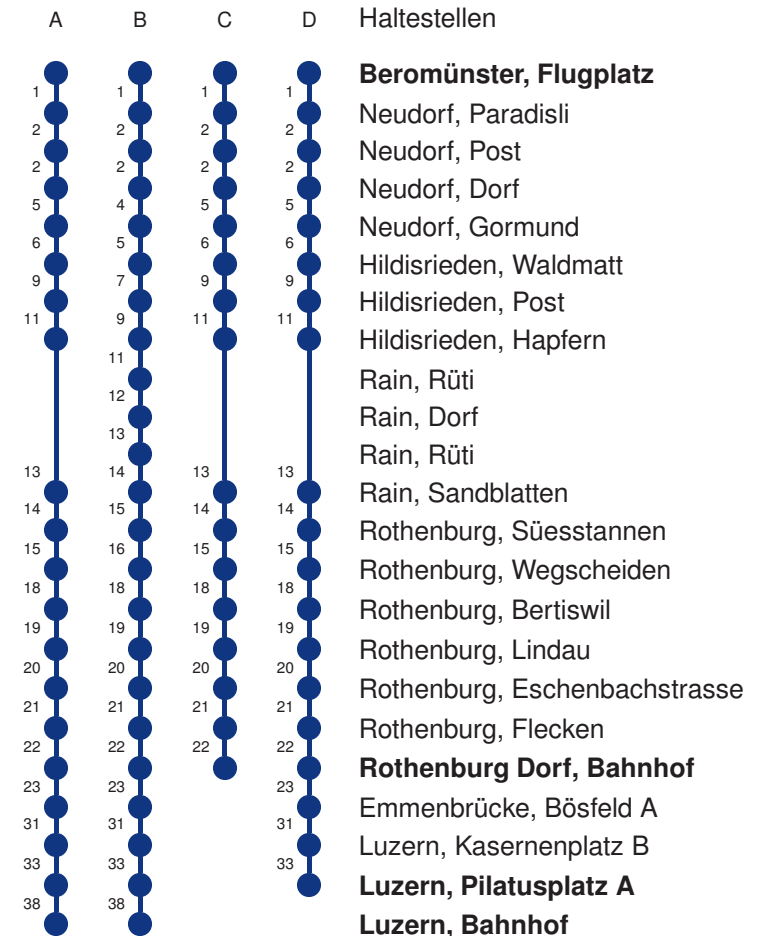 A B C D Haltestellen
Beromünster, Flugplatz
1 1 1 1
Neudorf, Paradisli
2 2 2 2
Neudorf, Post
2 2 2 2
Neudorf, Dorf
5 4 5 5
Neudorf, Gormund
6 5 6 6
Hildisrieden, Waldmatt
9 7 9 9
Hildisrieden, Post
11 9 11 11
Hildisrieden, Hapfern
11
Rain, Rüti
12
Rain, Dorf
13
Rain, Rüti
13 14 13 13
Rain, Sandblatten
14 15 14 14
Rothenburg, Süesstannen
15 16 15 15
Rothenburg, Wegscheiden
18 18 18 18
Rothenburg, Bertiswil
19 19 19 19
Rothenburg, Lindau
20 20 20 20
Rothenburg, Eschenbachstrasse
21 21 21 21
Rothenburg, Flecken
22 22 22 22
Rothenburg Dorf, Bahnhof
23 23 23
Emmenbrücke, Bösfeld A
31 31 31
Luzern, Kasernenplatz B
33 33 33
Luzern, Pilatusplatz A
38 38
Luzern, Bahnhof